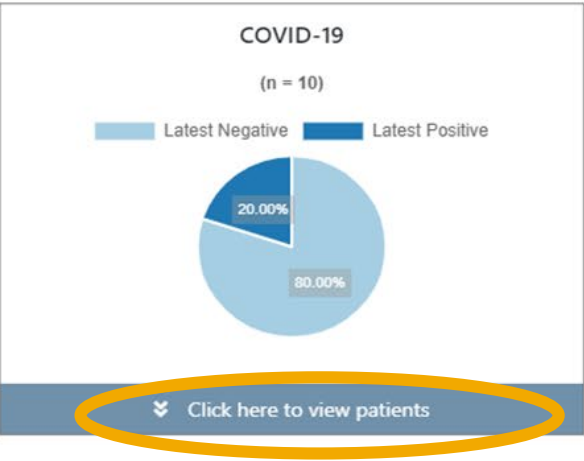 COVID-19
(n = 10)
Latest Negative Latest Positive
20.00%
80.00%
Click here to view patients